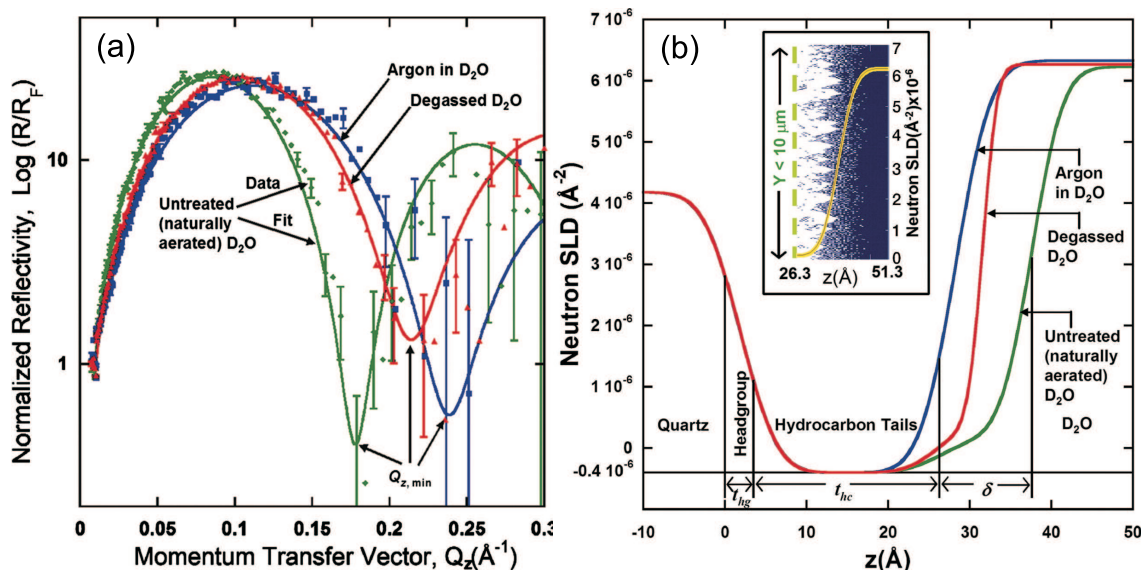 (a)
Normalized Reflectivity, Log (R/R_F)
10
1
Argon in D₂O
Degassed D₂O
Data
Untreated
(naturally
aerated) D₂O
Fit
Q_z,min
0 0.05 0.1 0.15 0.2 0.25 0.3
Momentum Transfer Vector, Q_z(Å⁻¹)
(b)
Neutron SLD (Å⁻²)
7 10⁻⁶
6 10⁻⁶
5 10⁻⁶
4 10⁻⁶
3 10⁻⁶
2 10⁻⁶
1 10⁻⁶
0
-0.4 10⁻⁶
Y < 10 μm
7
6
5
4
3
2
1
0
Neutron SLD(Å⁻²)x10⁻⁶
26.3 51.3
z(Å)
Argon
in D₂O
Degassed
D₂O
Untreated
(naturally
aerated)
D₂O
D₂O
Quartz
Headgroup
Hydrocarbon Tails
t_hg
t_hc
δ
-10 0 10 20 30 40 50
z(Å)